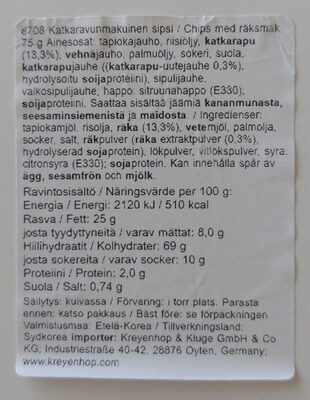 8708 Katkaravunmakuinen sipsi / Chips med räksmak
75 g Ainesosat: tapiokajauho, riisiöljy, katkarapu
(13,3%), vehnäjauho, palmuöljy, sokeri, suola,
katkarapujauhe ((katkarapu-uutejauhe 0,3%),
hydrolysoitu soijaproteiini), sipulijauhe,
valkosipulijauhe, happo: sitruunahappo (E330);
soijaproteiini. Saattaa sisältää jäämiä kananmunasta,
seesaminsiemenistä ja maidosta. / Ingredienser:
tapiokamjöl, risolja, räka (13,3%), vetemjöl, palmolja,
socker, salt, räkpulver (räka extraktpulver (0,3%),
hydrolyserad sojaprotein), lökpulver, vitlökspulver, syra:
citronsyra (E330); sojaprotein. Kan innehålla spår av
ägg, sesamfrön en mjölk.
Ravintosisältö / Näringsvärde per 100 g:
Energia / Energi: 2120 kJ / 510 kcal
Rasva / Fett: 25 g
josta tyydyttyneitä / varav mättat: 8,0 g
Hiilihydraatit / Kolhydrater: 69 g
josta sokereita / varav socker: 10 g
Proteiini / Protein: 2,0 g
Suola / Salt: 0,74 g
Säilytys: kuivassa / Förvaring: i torr plats. Parasta
ennen: katso pakkaus / Bäst före: se förpackningen
Valmistusmaa: Etelä-Korea / Tillverkningsland:
Sydkorea importer: Kreyenhop & Kluge GmbH & Co.
KG; Industriestraße 40-42, 28876 Oyten, Germany;
www.kreyenhop.com